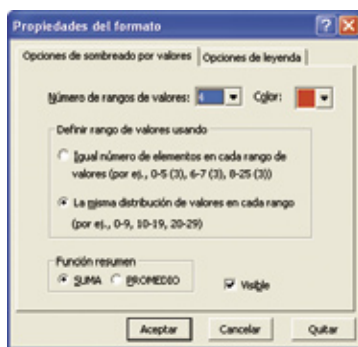 Propiedades del formato
Opciones de sombreado por valores Opciones de leyenda
Número de rangos de valores: 4 Color:
Definir rango de valores usando
Igual número de elementos en cada rango de
valores (por ej., 0-5 (3), 6-7 (3), 8-25 (3))
La misma distribución de valores en cada rango
(por ej., 0-9, 10-19, 20-29)
Función resumen
SUMA PROMEDIO Visible
Aceptar Cancelar Quitar